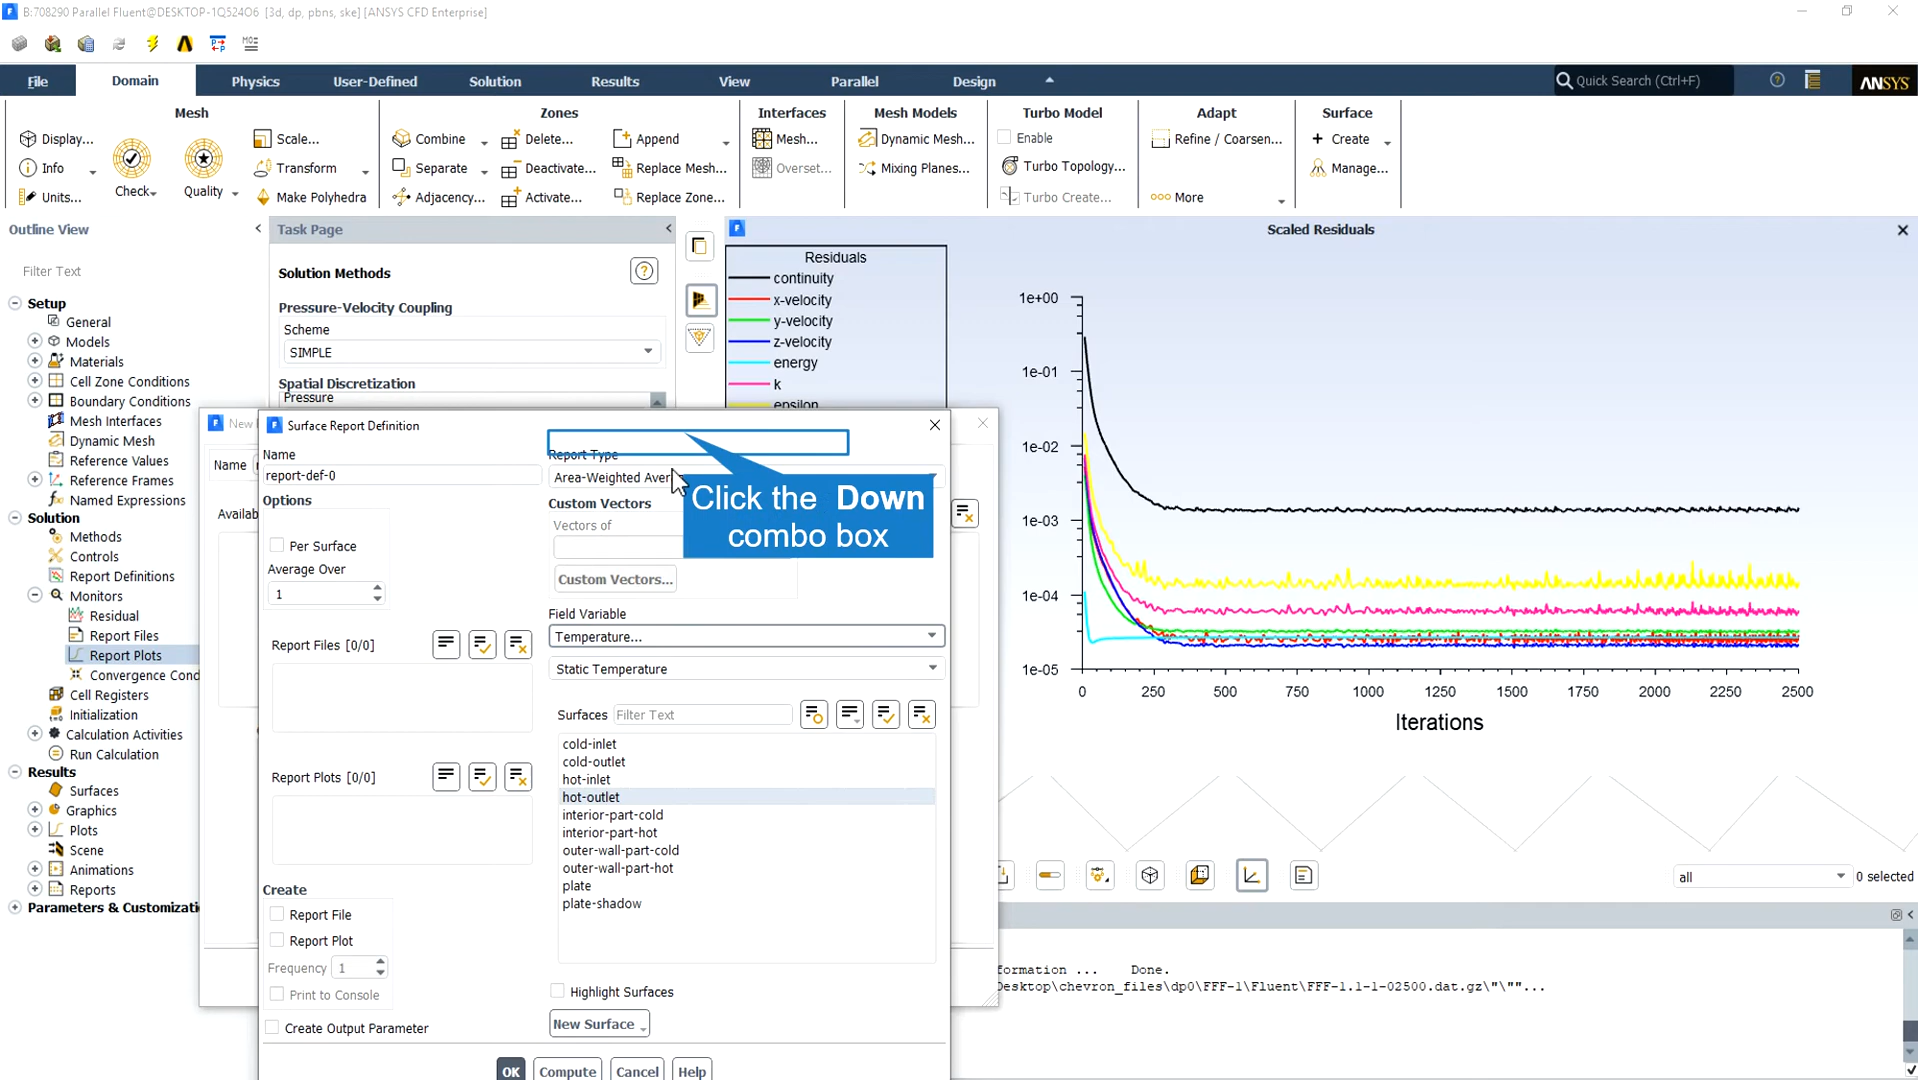 B:708290 Parallel Fluent@DESKTOP-1Q524O6 [3d, dp, pbns, ske] [ANSYS CFD Enterprise]
File Domain Physics User-Defined Solution Results View Parallel Design Quick Search (Ctrl+F) ANSYS
Mesh Zones Interfaces Mesh Models Turbo Model Adapt Surface
Display... Scale... Combine Delete... Append Mesh... Dynamic Mesh... Enable Refine / Coarsen... Create
Info Transform Separate Deactivate... Replace Mesh... Overset... Mixing Planes... Turbo Topology... Manage...
Check Quality
Units... Make Polyhedra Adjacency... Activate... Replace Zone... Turbo Create... More
Outline View
Filter Text
Setup
General
Models
Materials
Cell Zone Conditions
Boundary Conditions
Mesh Interfaces
Dynamic Mesh
Reference Values
Reference Frames
Named Expressions
Solution
Methods
Controls
Report Definitions
Monitors
Residual
Report Files
Report Plots
Convergence Cond
Cell Registers
Initialization
Calculation Activities
Run Calculation
Results
Surfaces
Graphics
Plots
Scene
Animations
Reports
Parameters & Customizati
Task Page
Solution Methods
Pressure-Velocity Coupling
Scheme
SIMPLE
Spatial Discretization
Pressure
New
Name
Availab
Surface Report Definition
Name
report-def-0
Options
Per Surface
Average Over
1
Report Files [0/0]
Report Plots [0/0]
Create
Report File
Report Plot
Frequency 1
Print to Console
Create Output Parameter
Report Type
Area-Weighted Aver
Custom Vectors
Vectors of
Custom Vectors...
Field Variable
Temperature...
Static Temperature
Surfaces Filter Text
cold-inlet
cold-outlet
hot-inlet
hot-outlet
interior-part-cold
interior-part-hot
outer-wall-part-cold
outer-wall-part-hot
plate
plate-shadow
Highlight Surfaces
New Surface
OK Compute Cancel Help
Click the Down
combo box
Scaled Residuals
Residuals
continuity
x-velocity
y-velocity
z-velocity
energy
k
epsilon
1e+00
1e-01
1e-02
1e-03
1e-04
1e-05
0 250 500 750 1000 1250 1500 1750 2000 2250 2500
Iterations
all 0 selected
formation ... Done.
Desktop\chevron_files\dp0\FFF-1\Fluent\FFF-1.1-1-02500.dat.gz\"\""...